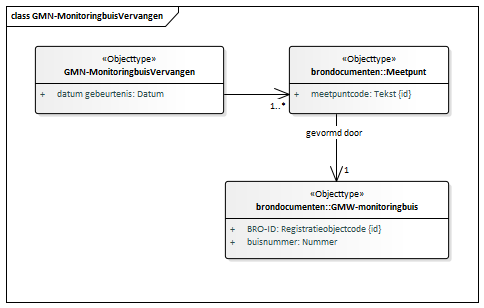 class GMN-MonitoringbuisVervangen
«Objecttype»
GMN-MonitoringbuisVervangen
+ datum gebeurtenis: Datum
1..*
«Objecttype»
brondocumenten::Meetpunt
+ meetpuntcode: Tekst {id}
gevormd door
1
«Objecttype»
brondocumenten::GMW-monitoringbuis
+ BRO-ID: Registratieobjectcode {id}
+ buisnummer: Nummer